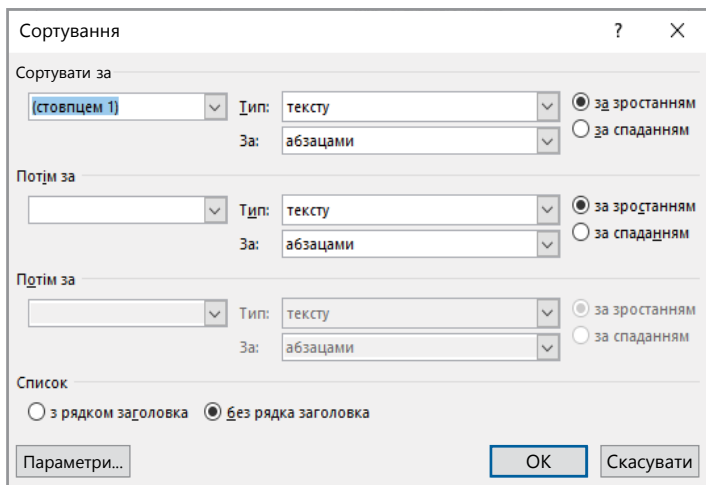 Сортування ?
Сортувати за
(стовпцем 1) Тип: тексту за зростанням
За: абзацами за спаданням
Потім за
Тип: тексту за зростанням
За: абзацами за спаданням
Потім за
Тип: тексту за зростанням
За: абзацами за спаданням
Список
з рядком заголовка без рядка заголовка
Параметри... ОК Скасувати